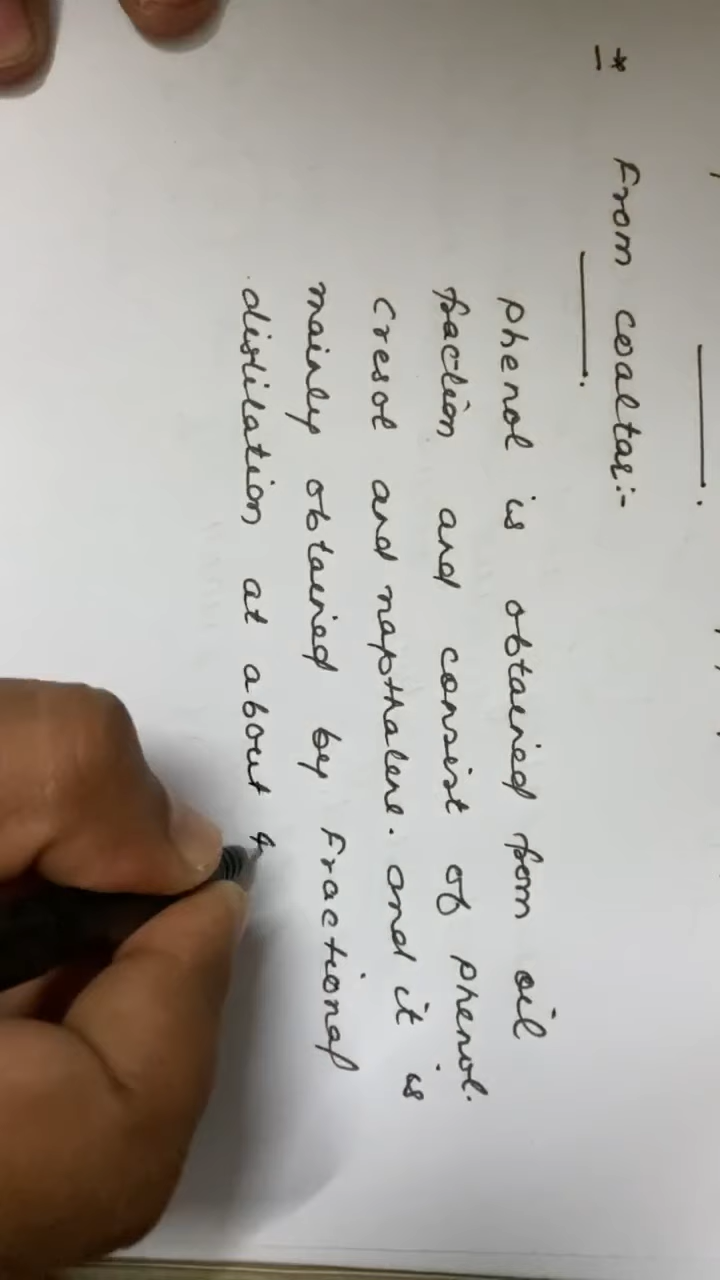 * From coaltar:-
phenol is obtained from oil
fraction and consist of phenol.
cresol and napthalene. and it is
mainly obtained by Fractional
distilation at about